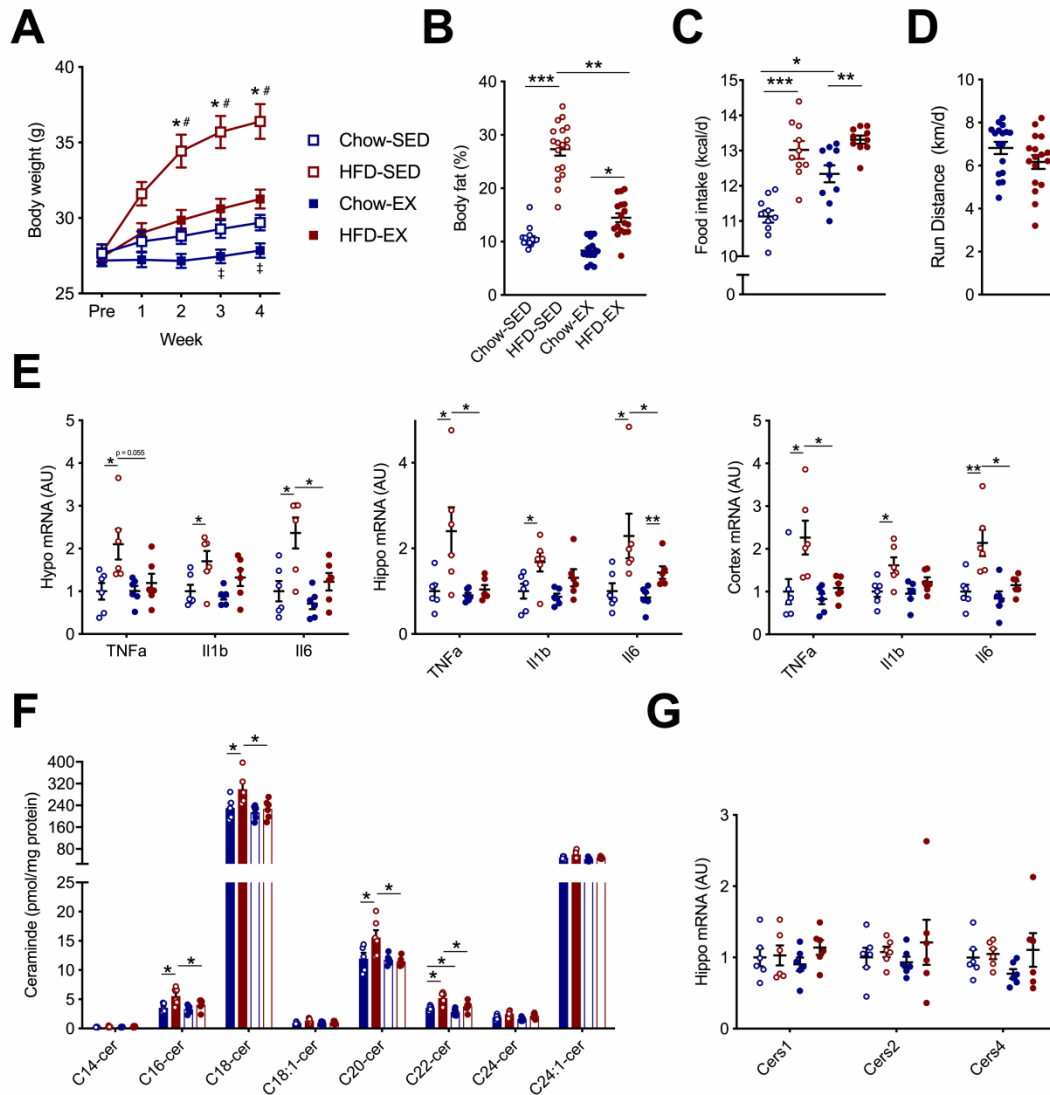 A
B
C
D
Body weight (g)
40
35
30
25
* #
* #
* #
‡
‡
Pre
1
2
3
4
Week
Chow-SED
HFD-SED
Chow-EX
HFD-EX
Body fat (%)
40
30
20
10
0
***
**
*
Chow-SED
HFD-SED
Chow-EX
HFD-EX
Food intake (kcal/d)
15
14
13
12
11
10
0
*
***
**
Run Distance (km/d)
10
8
6
4
2
0
E
Hypo mRNA (AU)
5
4
3
2
1
0
*
p = 0.055
*
*
*
TNFa
Il1b
Il6
Hippo mRNA (AU)
4
2
0
*
*
*
*
*
**
TNFa
Il1b
Il6
Cortex mRNA (AU)
5
4
3
2
1
0
*
*
*
**
*
TNFa
Il1b
Il6
F
Ceraminde (pmol/mg protein)
400
320
240
160
80
25
20
15
10
5
0
*
*
*
*
*
*
*
*
*
C14-cer
C16-cer
C18-cer
C18:1-cer
C20-cer
C22-cer
C24-cer
C24:1-cer
G
Hippo mRNA (AU)
3
2
1
0
Cers1
Cers2
Cers4